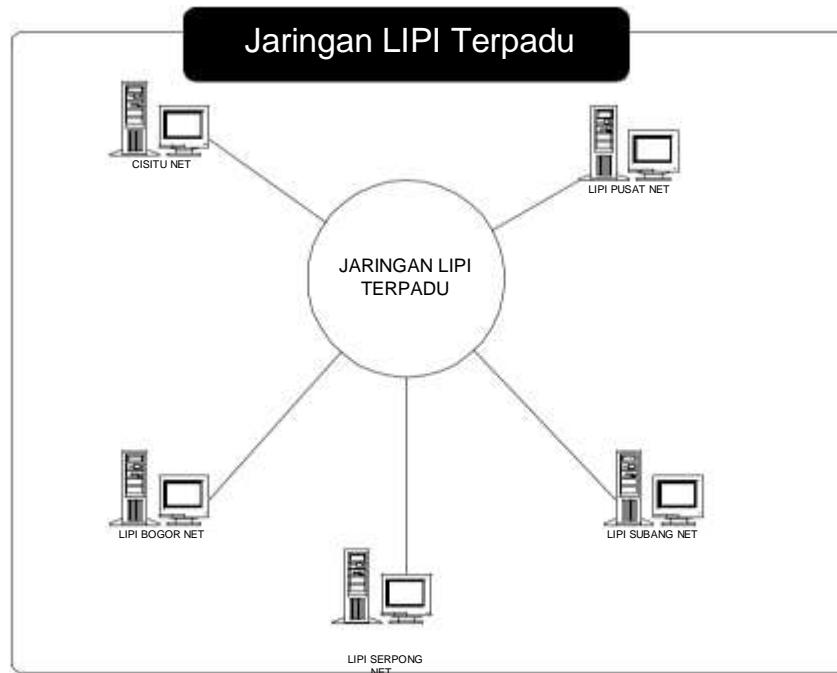 Jaringan LIPI Terpadu
CISITU NET
LIPI PUSAT NET
JARINGAN LIPI
TERPADU
LIPI BOGOR NET
LIPI SUBANG NET
LIPI SERPONG
NET